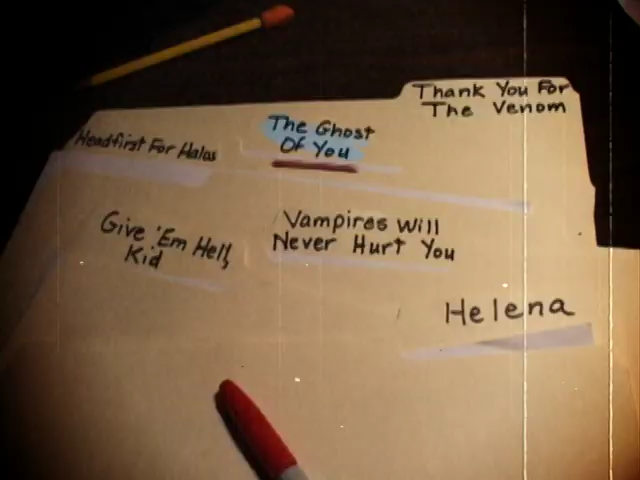 Thank You For
The Venom
Headfirst For Halos
The Ghost
Of You
Give 'Em Hell,
Kid
Vampires Will
Never Hurt You
Helena